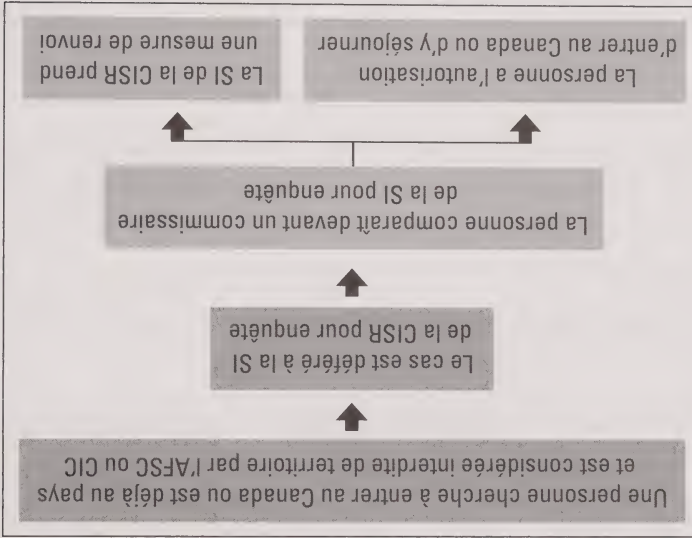 Une personne cherche à entrer au Canada ou est déjà au pays
et est considérée interdite de territoire par l'AFSC ou CIC
Le cas est déféré à la SI
de la CISR pour enquête
La personne comparaît devant un commissaire
de la SI pour enquête
La personne a l'autorisation
d'entrer au Canada ou d'y séjourner
La SI de la CISR prend
une mesure de renvoi